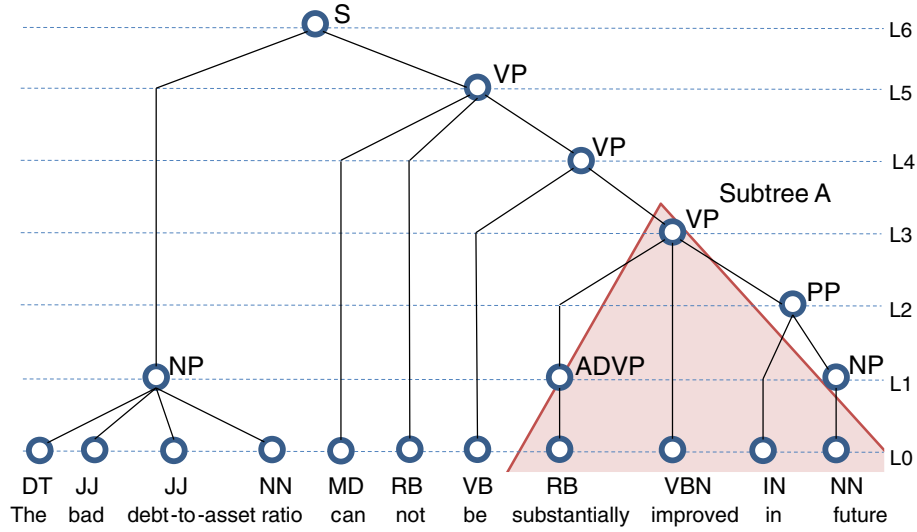 S
L6
VP
L5
VP
L4
Subtree A
VP
L3
PP
L2
NP
ADVP
NP
L1
L0
DT JJ JJ NN MD RB VB RB VBN IN NN
The bad debt-to-asset ratio can not be substantially improved in future